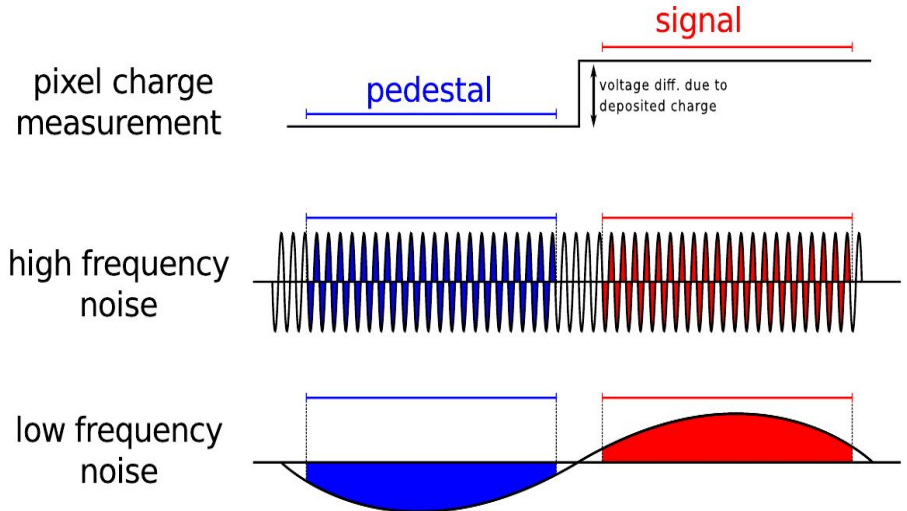 signal
pixel charge
measurement
pedestal
voltage diff. due to
deposited charge
high frequency
noise
low frequency
noise